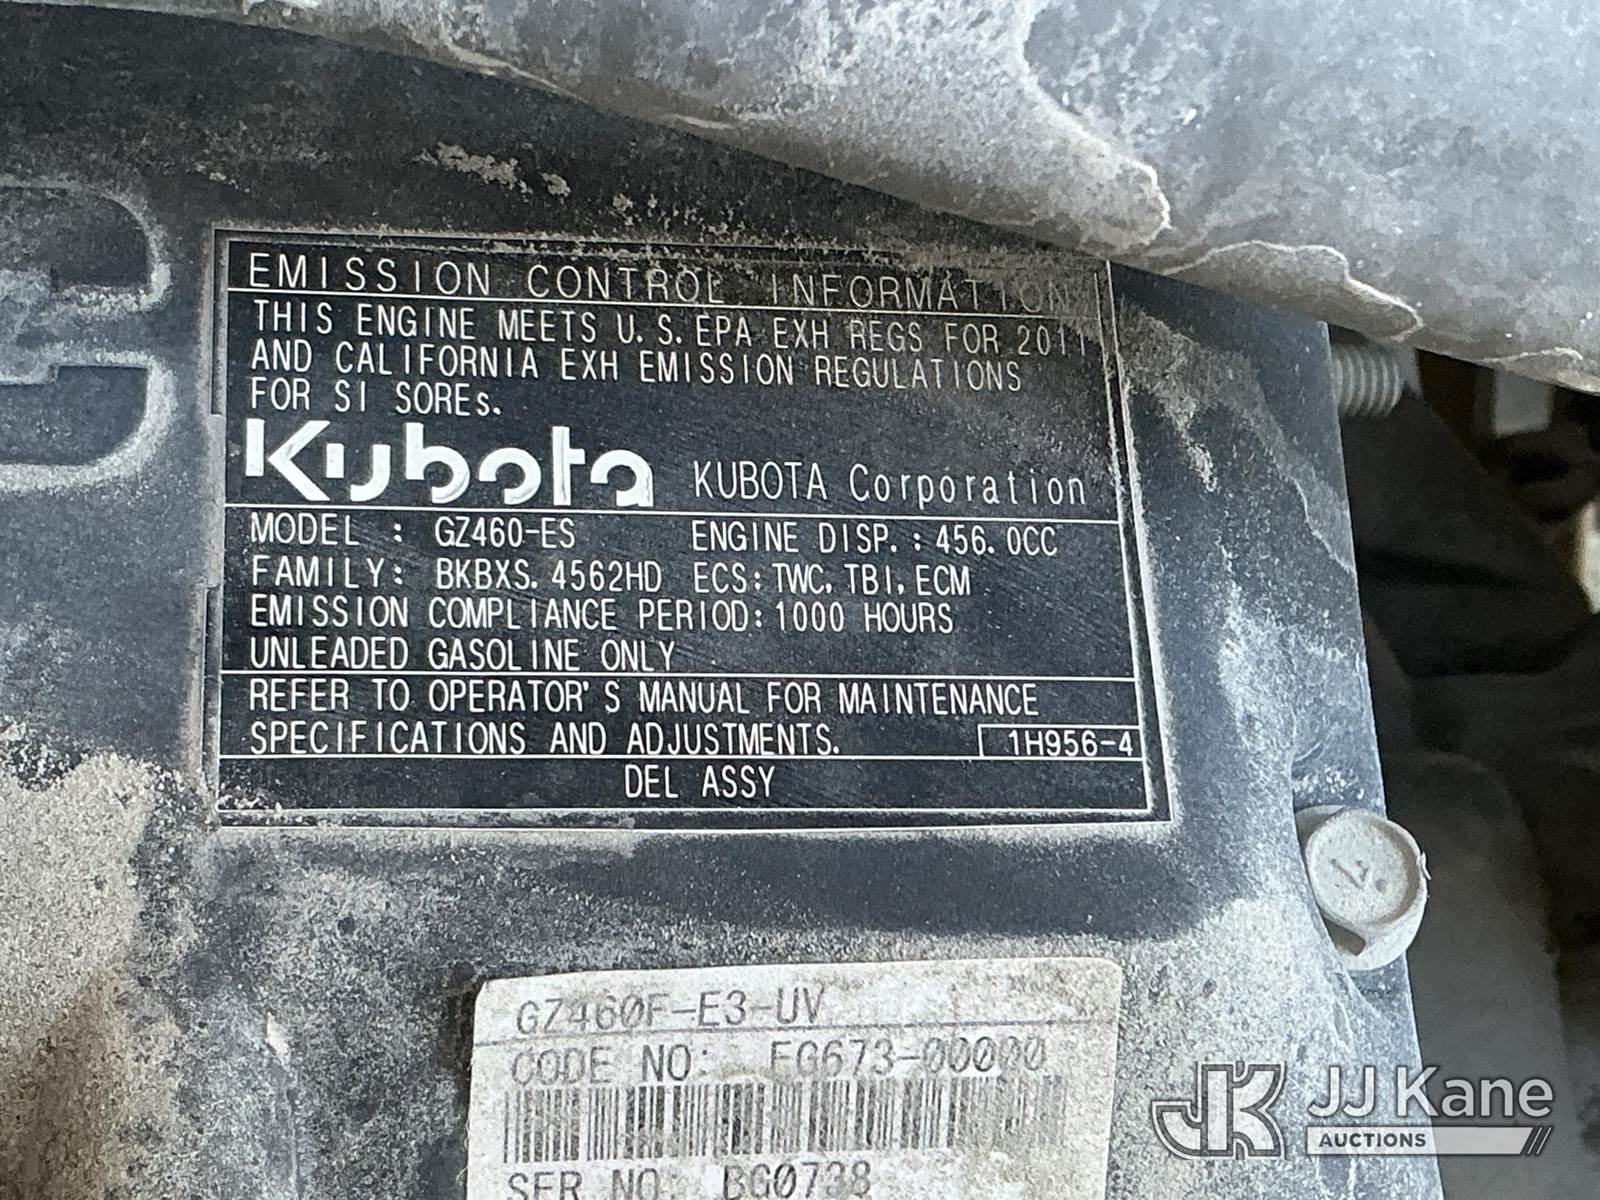 EMISSION CONTROL INFORMATION
THIS ENGINE MEETS U.S. EPA EXH REGS FOR 2011
AND CALIFORNIA EXH EMISSION REGULATIONS
FOR SI SOREs.
Kubota KUBOTA Corporation
MODEL : GZ460-ES ENGINE DISP. : 456.0CC
FAMILY: BKBXS.4562HD ECS: TWC, TBI, ECM
EMISSION COMPLIANCE PERIOD: 1000 HOURS
UNLEADED GASOLINE ONLY
REFER TO OPERATOR'S MANUAL FOR MAINTENANCE
SPECIFICATIONS AND ADJUSTMENTS. 1H956-4
DEL ASSY
GZ460F-E3-UV
CODE NO: EG673-00000
SER NO: BG0738
JK JJ Kane
AUCTIONS